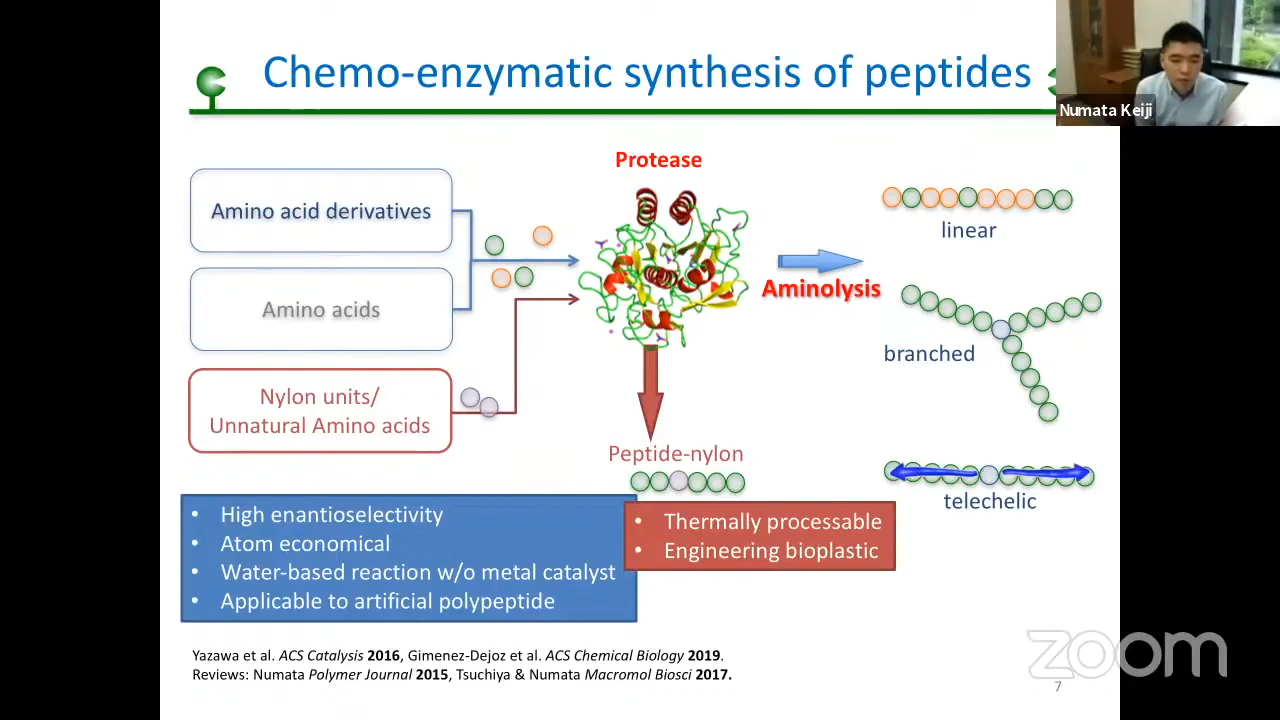 Chemo-enzymatic synthesis of peptides
Numata Keiji
Protease
Amino acid derivatives
Amino acids
Nylon units/
Unnatural Amino acids
Aminolysis
linear
branched
telechelic
Peptide-nylon
• High enantioselectivity
• Atom economical
• Water-based reaction w/o metal catalyst
• Applicable to artificial polypeptide
• Thermally processable
• Engineering bioplastic
Yazawa et al. ACS Catalysis 2016, Gimenez-Dejoz et al. ACS Chemical Biology 2019.
Reviews: Numata Polymer Journal 2015, Tsuchiya & Numata Macromol Biosci 2017.
zoom
7